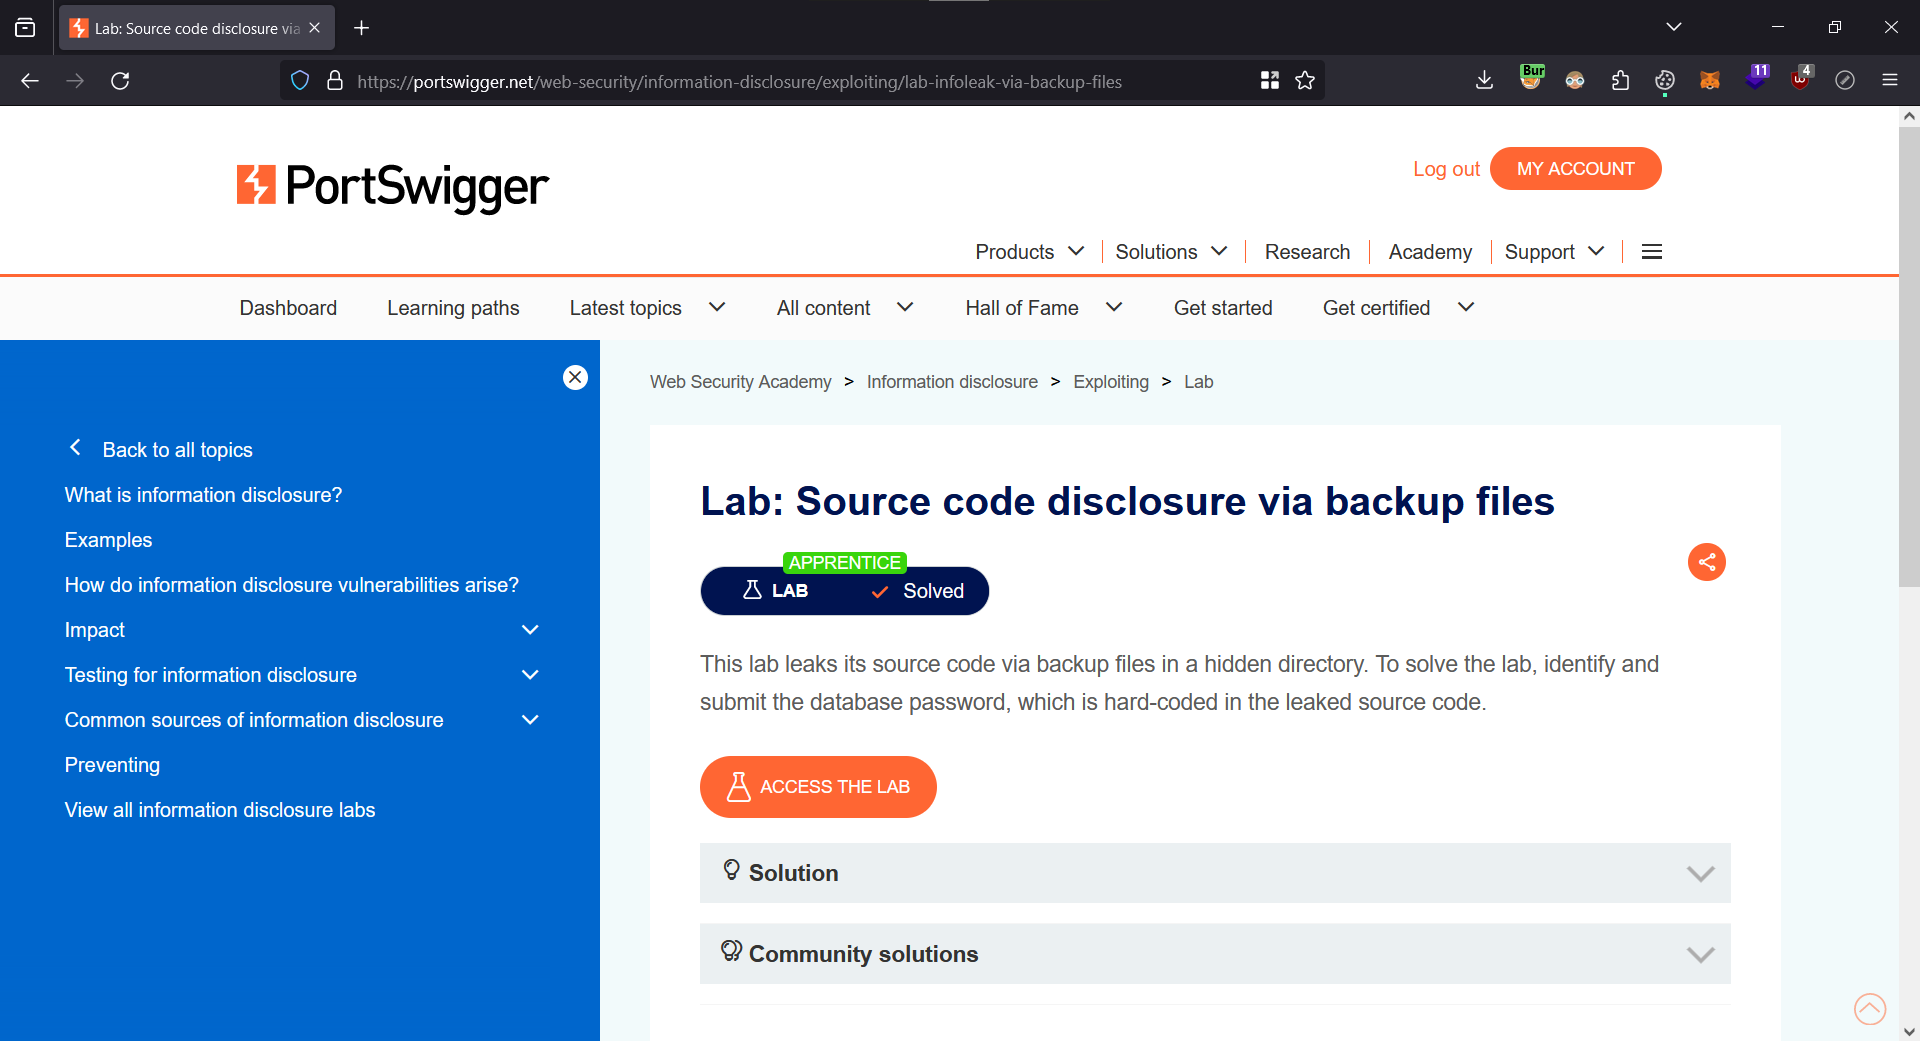 Lab: Source code disclosure via
https://portswigger.net/web-security/information-disclosure/exploiting/lab-infoleak-via-backup-files
Bur
11
4
PortSwigger
Log out
MY ACCOUNT
Products
Solutions
Research
Academy
Support
Dashboard
Learning paths
Latest topics
All content
Hall of Fame
Get started
Get certified
Back to all topics
What is information disclosure?
Examples
How do information disclosure vulnerabilities arise?
Impact
Testing for information disclosure
Common sources of information disclosure
Preventing
View all information disclosure labs
Web Security Academy > Information disclosure > Exploiting > Lab
Lab: Source code disclosure via backup files
APPRENTICE
LAB
Solved
This lab leaks its source code via backup files in a hidden directory. To solve the lab, identify and
submit the database password, which is hard-coded in the leaked source code.
ACCESS THE LAB
Solution
Community solutions